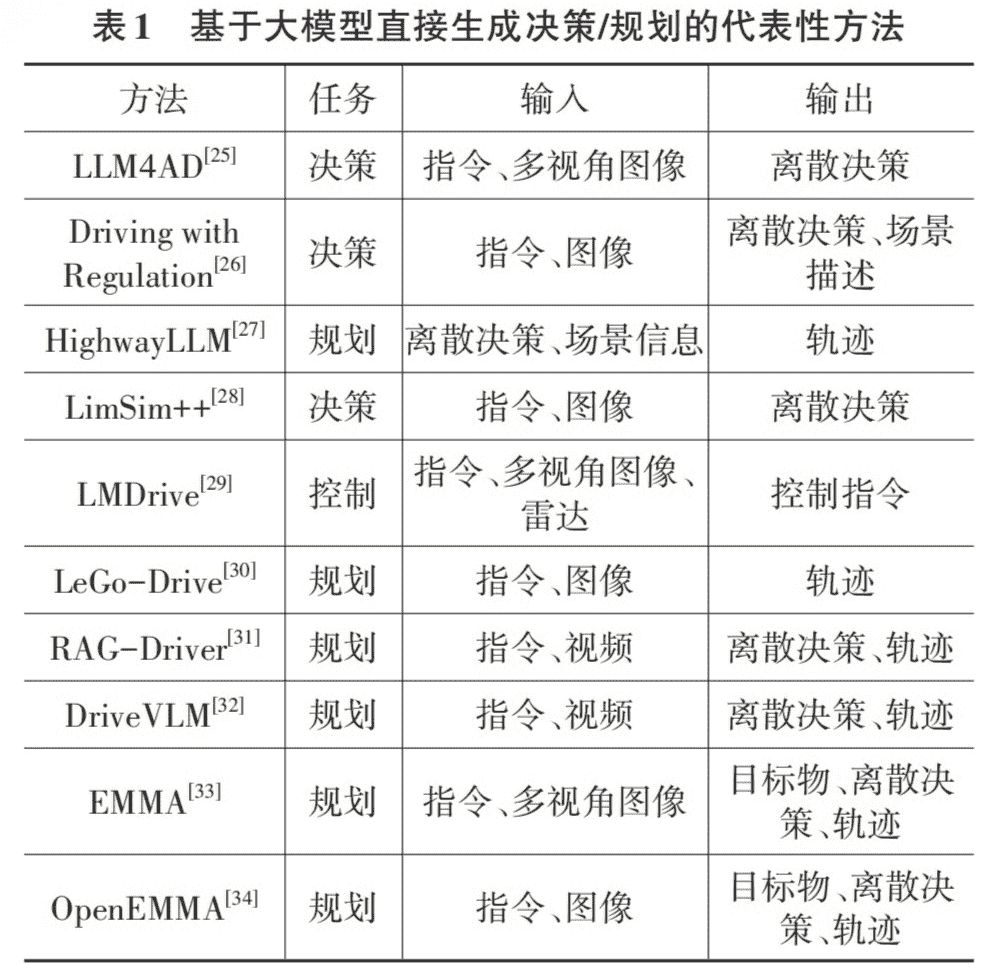 表1 基于大模型直接生成决策/规划的代表性方法
方法 任务 输入 输出
LLM4AD[25] 决策 指令、多视角图像 离散决策
Driving with
Regulation[26] 决策 指令、图像 离散决策、场景
描述
HighwayLLM[27] 规划 离散决策、场景信息 轨迹
LimSim++[28] 决策 指令、图像 离散决策
LMDrive[29] 控制 指令、多视角图像、
雷达 控制指令
LeGo-Drive[30] 规划 指令、图像 轨迹
RAG-Driver[31] 规划 指令、视频 离散决策、轨迹
DriveVLM[32] 规划 指令、视频 离散决策、轨迹
EMMA[33] 规划 指令、多视角图像 目标物、离散决
策、轨迹
OpenEMMA[34] 规划 指令、图像 目标物、离散决
策、轨迹